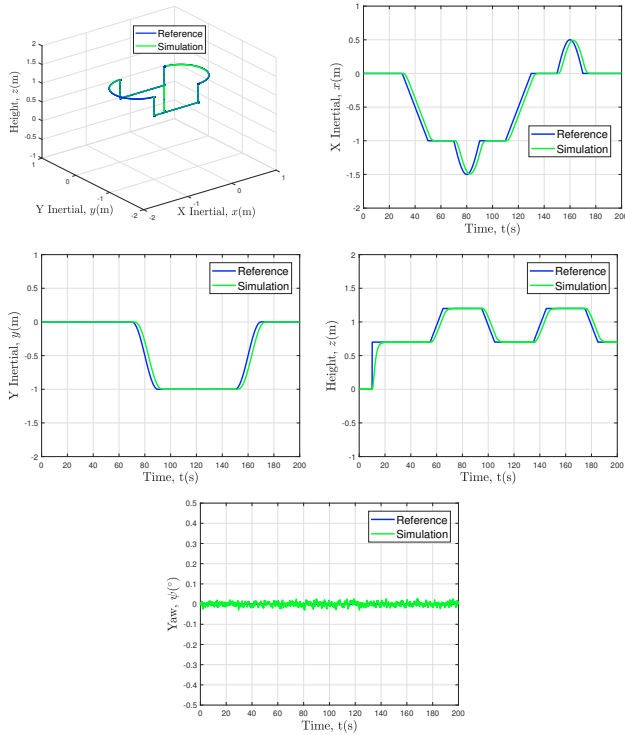 Reference
Simulation
2
1.5
1
0.5
0
-0.5
-1
1
0
-1
-2
-2
-1
0
1
Height, z(m)
Y Inertial, y(m)
X Inertial, x(m)
1
0.5
0
-0.5
-1
-1.5
-2
0 20 40 60 80 100 120 140 160 180 200
X Inertial, x(m)
Time, t(s)
Reference
Simulation
1
0.5
0
-0.5
-1
-1.5
-2
0 20 40 60 80 100 120 140 160 180 200
Y Inertial, y(m)
Time, t(s)
Reference
Simulation
2
1.5
1
0.5
0
-0.5
1
0 20 40 60 80 100 120 140 160 180 200
Height, z(m)
Time, t(s)
Reference
Simulation
0.5
0.4
0.3
0.2
0.1
0
-0.1
-0.2
-0.3
-0.4
-0.5
0 20 40 60 80 100 120 140 160 180 200
Yaw, ψ(°)
Time, t(s)
Reference
Simulation